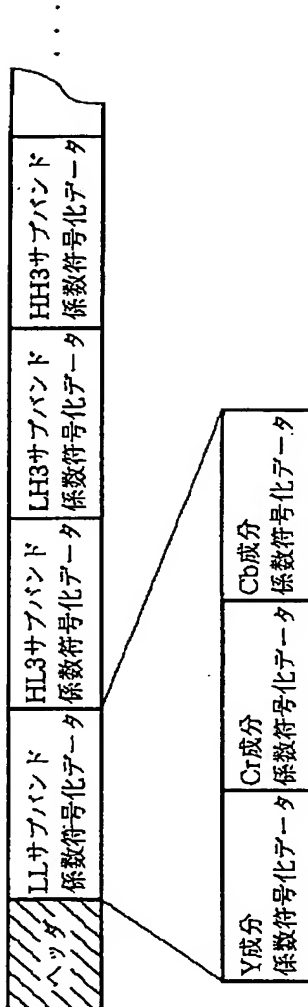 ヘッダ
LLサブバンド
係数符号化データ
HL3サブバンド
係数符号化データ
LH3サブバンド
係数符号化データ
HH3サブバンド
係数符号化データ
・・・
Y成分
係数符号化データ
Cr成分
係数符号化データ
Cb成分
係数符号化データ